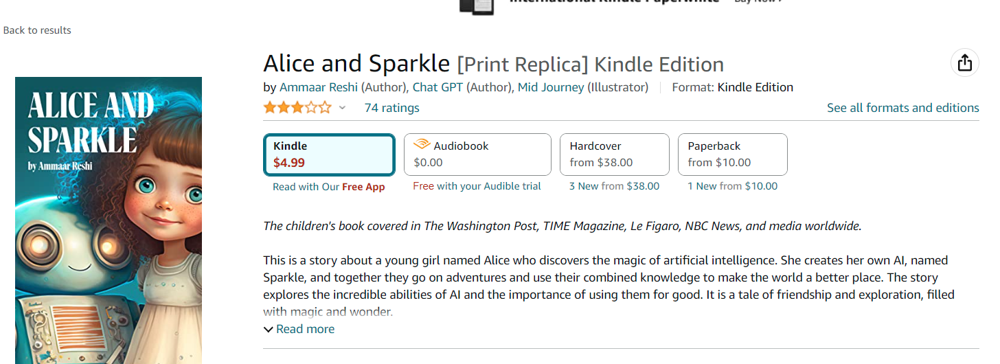 International Kindle Paperwhite Buy Now
Back to results
Alice and Sparkle [Print Replica] Kindle Edition
by Ammaar Reshi (Author), Chat GPT (Author), Mid Journey (Illustrator) Format: Kindle Edition
74 ratings
See all formats and editions
ALICE AND
SPARKLE
by Ammaar Reshi
Kindle
$4.99
Read with Our Free App
Audiobook
$0.00
Free with your Audible trial
Hardcover
from $38.00
3 New from $38.00
Paperback
from $10.00
1 New from $10.00
The children's book covered in The Washington Post, TIME Magazine, Le Figaro, NBC News, and media worldwide.
This is a story about a young girl named Alice who discovers the magic of artificial intelligence. She creates her own AI, named
Sparkle, and together they go on adventures and use their combined knowledge to make the world a better place. The story
explores the incredible abilities of AI and the importance of using them for good. It is a tale of friendship and exploration, filled
with magic and wonder.
Read more